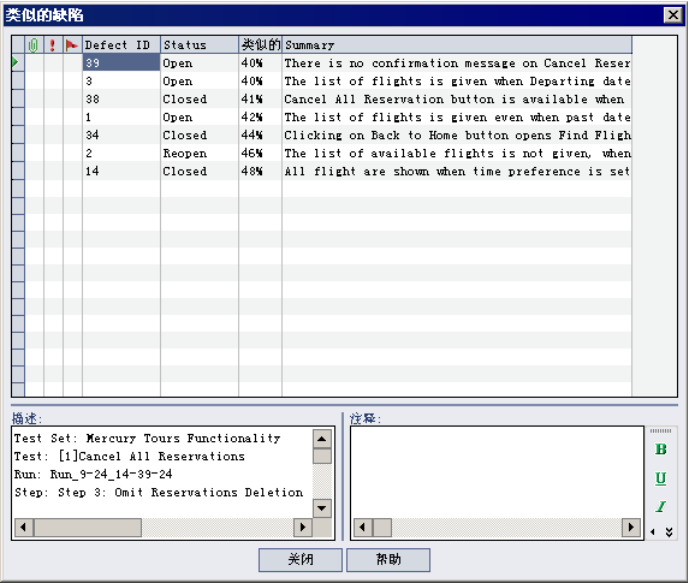 类似的缺陷
Defect ID Status 类似的 Summary
39 Open 40% There is no confirmation message on Cancel Reser
3 Open 40% The list of flights is given when Departing date
38 Closed 41% Cancel All Reservation button is available when
1 Open 42% The list of flights is given even when past date
34 Closed 44% Clicking on Back to Home button opens Find Fligh
2 Reopen 46% The list of available flights is not given, when
14 Closed 48% All flight are shown when time preference is set
描述:
Test Set: Mercury Tours Functionality
Test: [1]Cancel All Reservations
Run: Run_9-24_14-39-24
Step: Step 3: Omit Reservations Deletion
注释:
B
U
I
关闭 帮助